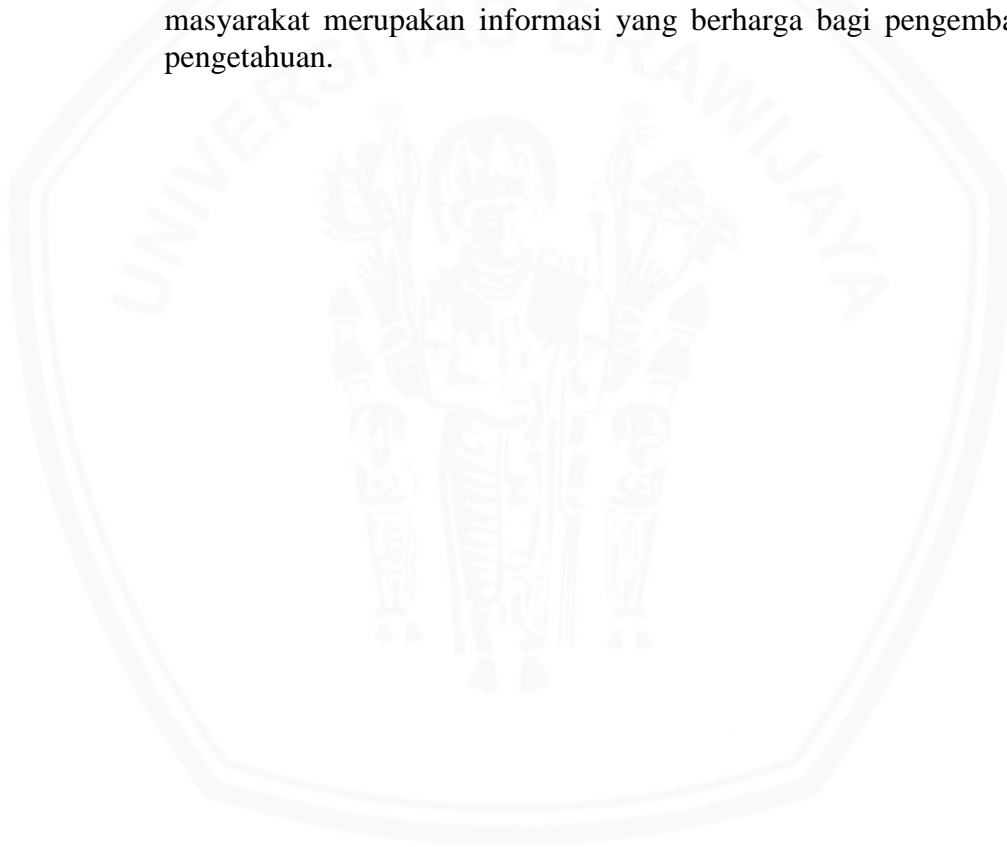 masyarakat merupakan informasi yang berharga bagi pengemba
pengetahuan.
UNIVERSITAS BRAWIJAYA